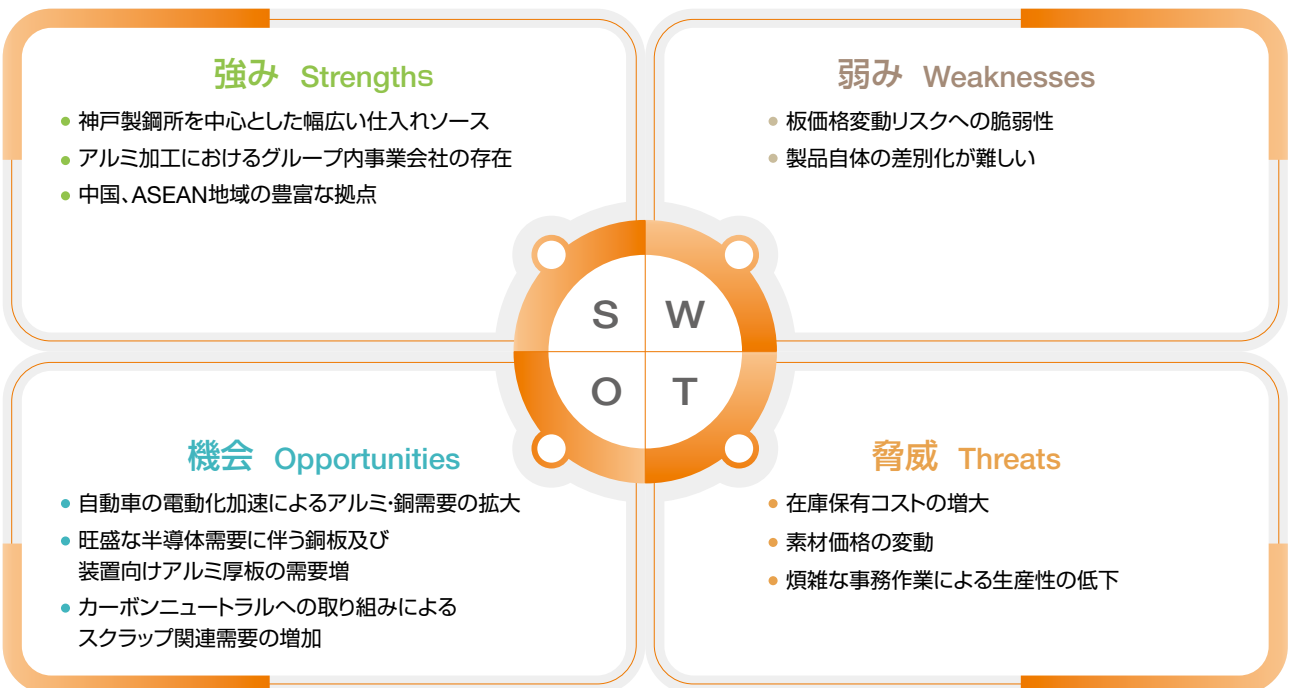 強み Strengths
神戸製鋼所を中心とした幅広い仕入れソース
アルミ加工におけるグループ内事業会社の存在
中国、ASEAN地域の豊富な拠点
弱み Weaknesses
板価格変動リスクへの脆弱性
製品自体の差別化が難しい
S W
O T
機会 Opportunities
自動車の電動化加速によるアルミ・銅需要の拡大
旺盛な半導体需要に伴う銅板及び
装置向けアルミ厚板の需要増
カーボンニュートラルへの取り組みによる
スクラップ関連需要の増加
脅威 Threats
在庫保有コストの増大
素材価格の変動
煩雑な事務作業による生産性の低下